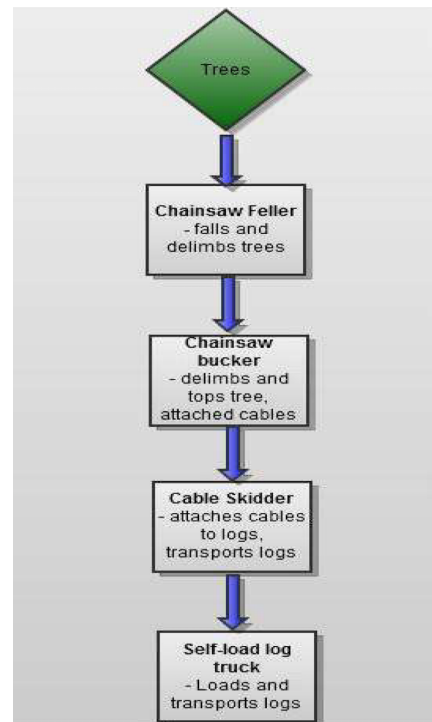 Trees
Chainsaw Feller
- falls and
delimbs trees
Chainsaw
bucker
- delimbs and
tops tree,
attached cables
Cable Skidder
- attaches cables
to logs,
transports logs
Self-load log
truck
- Loads and
transports logs